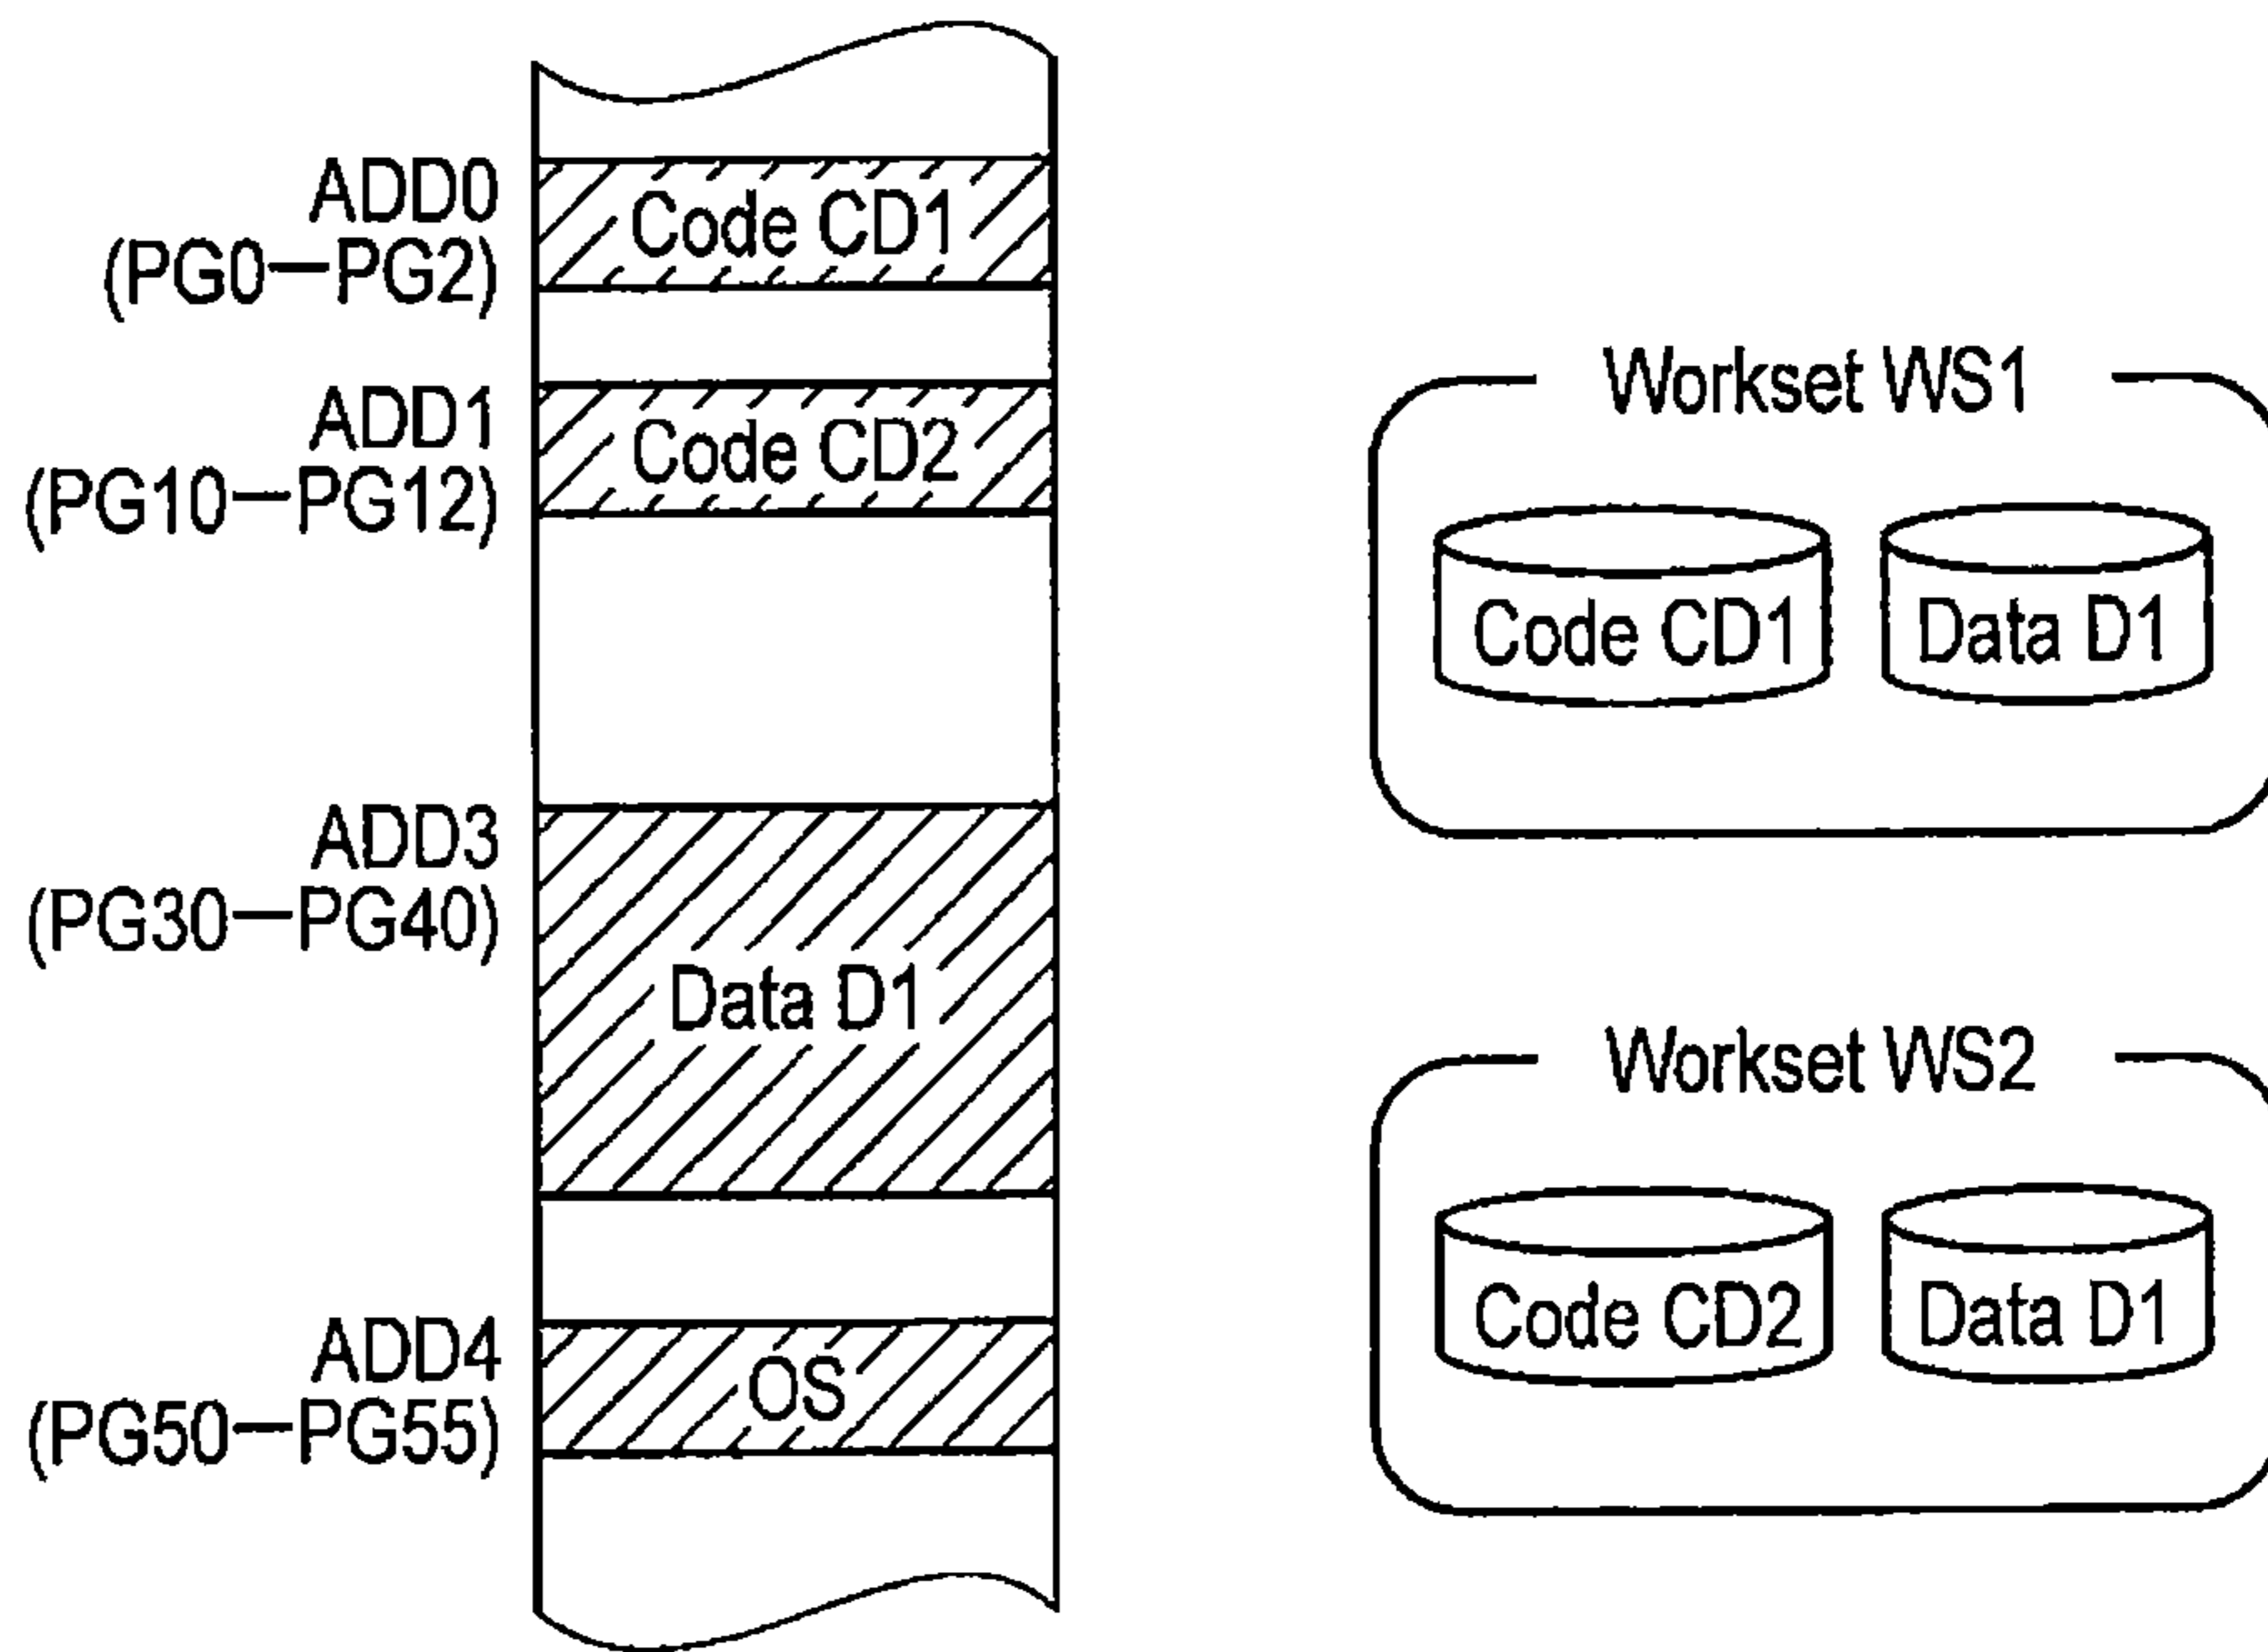 ADD0
(PG0—PG2)
Code CD1
ADD1
(PG10—PG12)
Code CD2
ADD3
(PG30—PG40)
Data D1
ADD4
(PG50—PG55)
OS
Workset WS1
Code CD1
Data D1
Workset WS2
Code CD2
Data D1